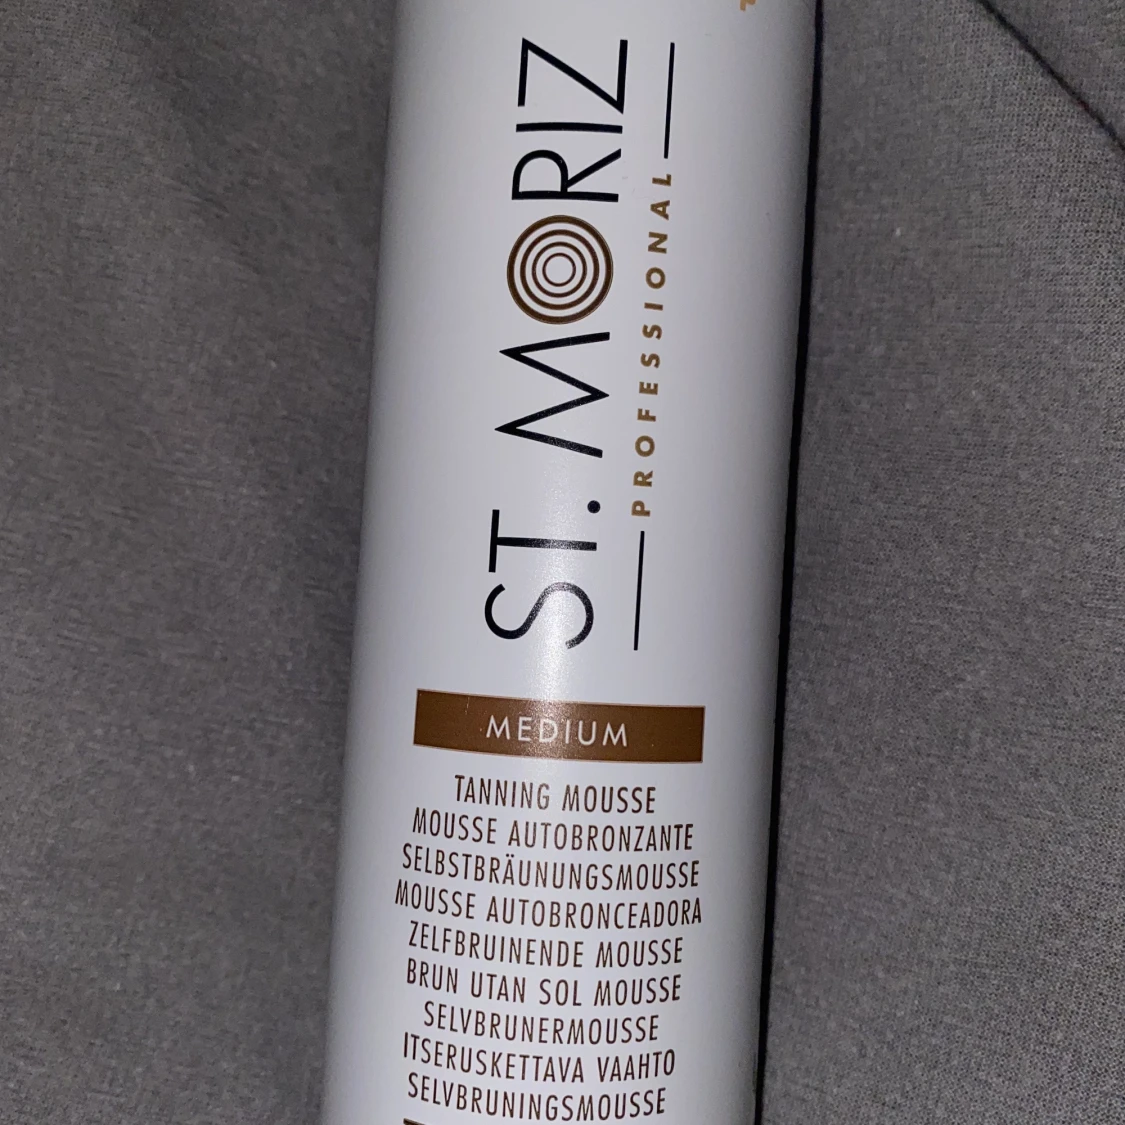 ST. MORIZ
PROFESSIONAL
MEDIUM
TANNING MOUSSE
MOUSSE AUTOBRONZANTE
SELBSTBRÄUNUNGSMOUSSE
MOUSSE AUTOBRONCEADORA
ZELFBRUINENDE MOUSSE
BRUN UTAN SOL MOUSSE
SELVBRUNERMOUSSE
ITSERUSKETTAVA VAAHTO
SELVBRUNINGSMOUSSE